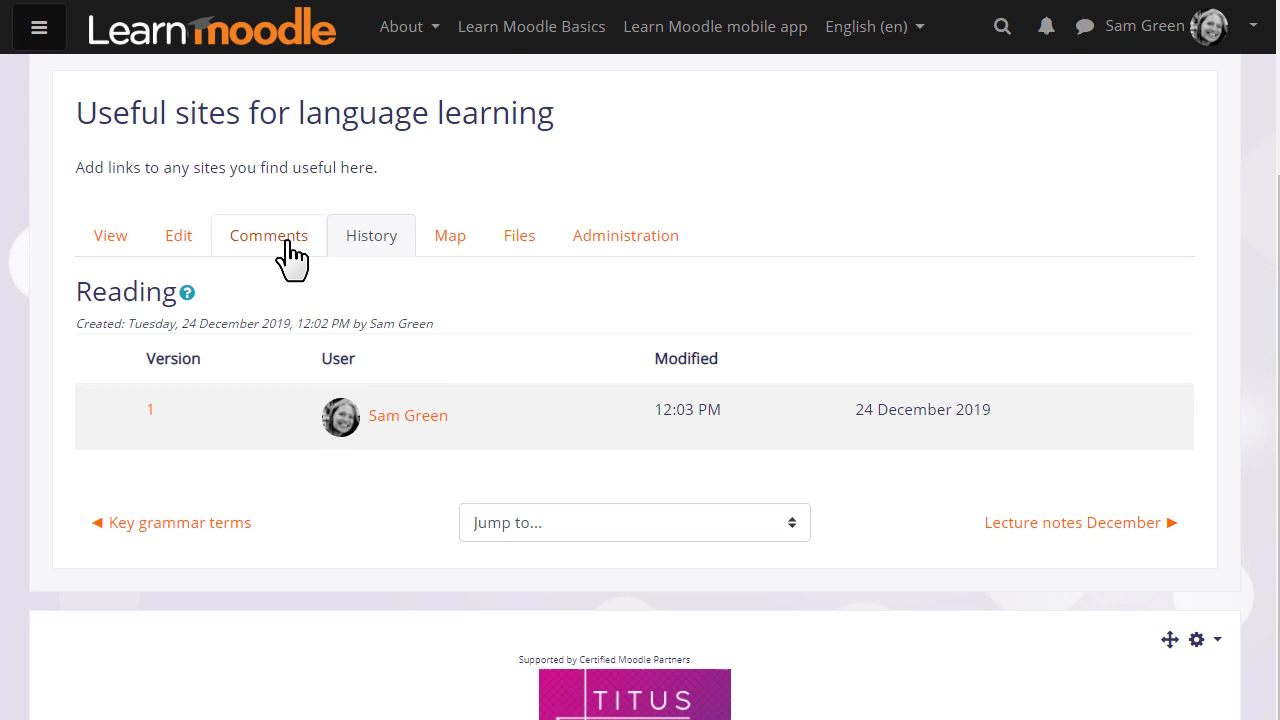 Learn moodle
About
Learn Moodle Basics
Learn Moodle mobile app
English (en)
Sam Green
Useful sites for language learning
Add links to any sites you find useful here.
View
Edit
Comments
History
Map
Files
Administration
Reading
Created: Tuesday, 24 December 2019, 12:02 PM by Sam Green
Version User Modified
1 Sam Green 12:03 PM 24 December 2019
◀ Key grammar terms
Jump to...
Lecture notes December ▶
Supported by Certified Moodle Partners
TITUS